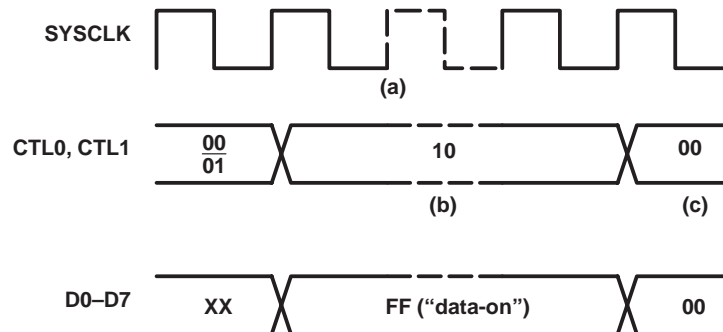 SYSCLK
(a)
CTL0, CTL1
00
01
10
00
(b)
(c)
D0–D7
XX
FF (“data-on”)
00